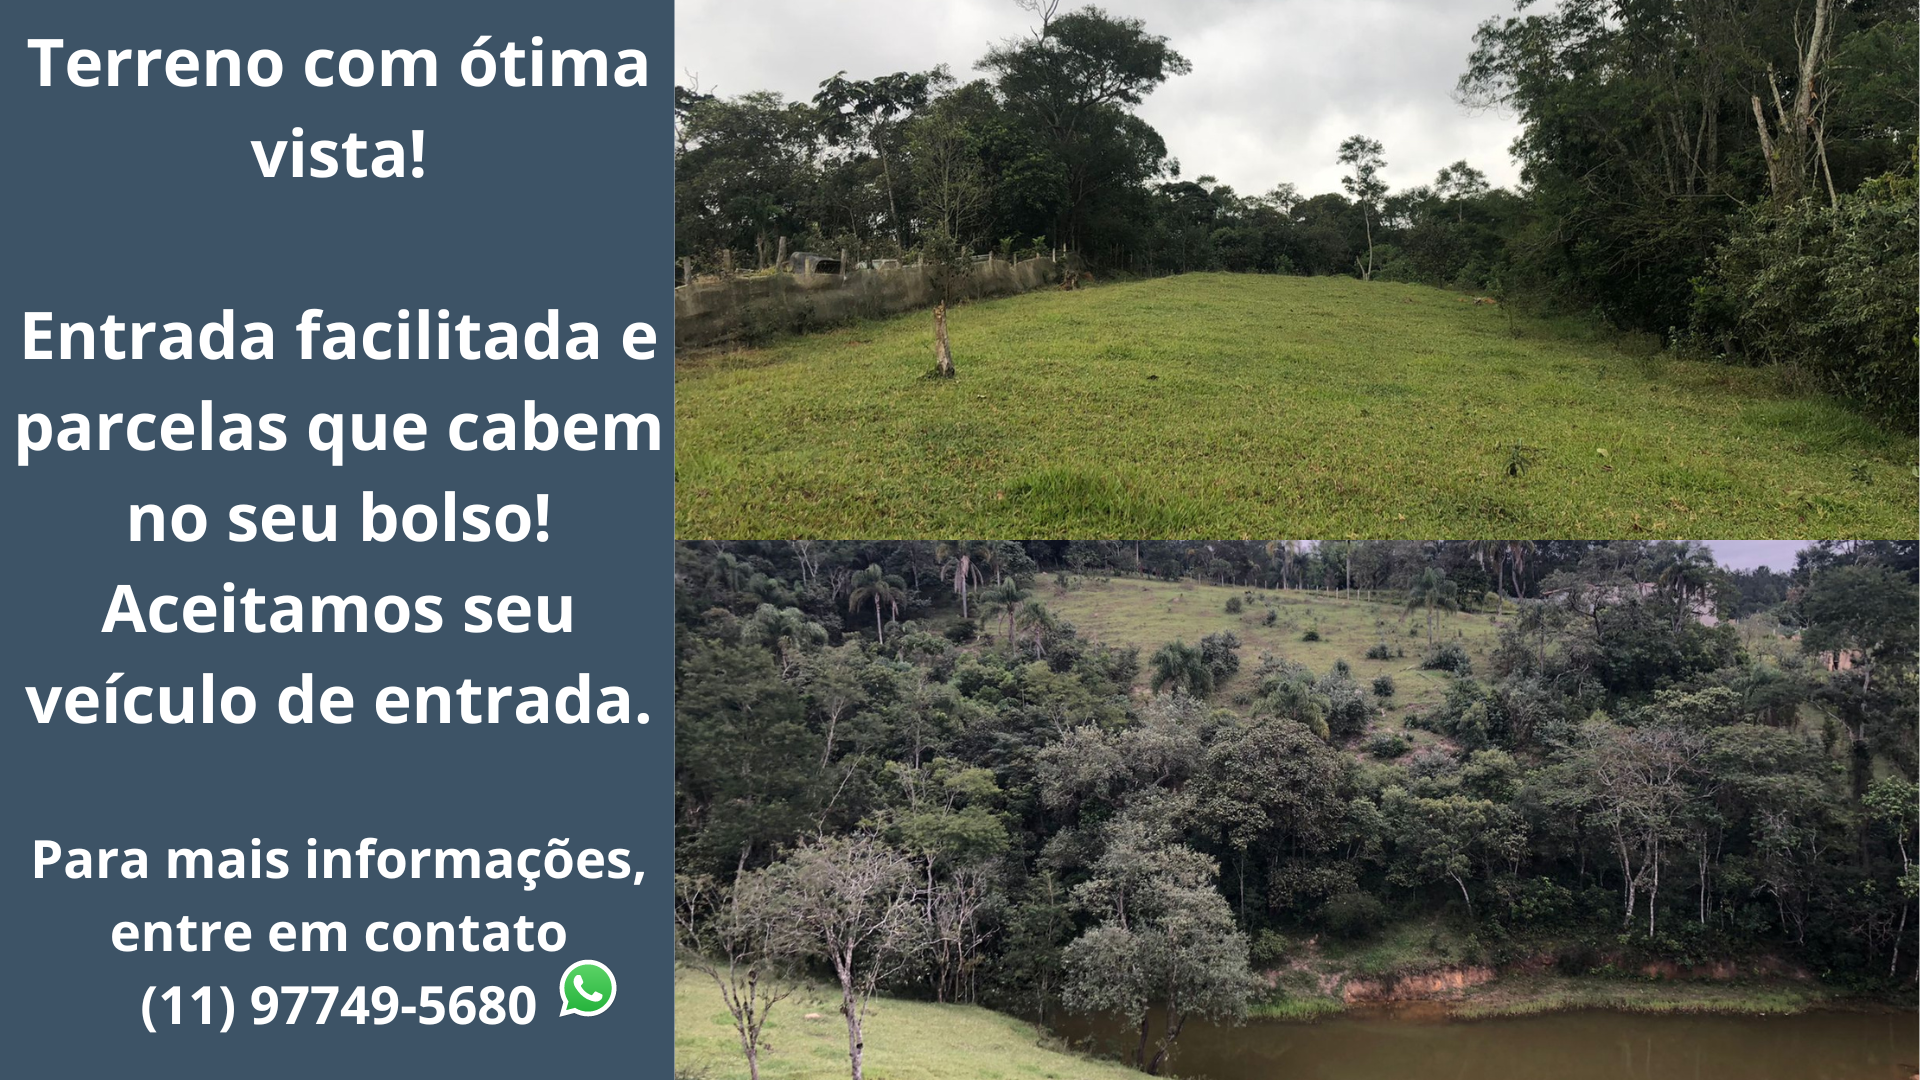 Terreno com ótima
vista!
Entrada facilitada e
parcelas que cabem
no seu bolso!
Aceitamos seu
veículo de entrada.
Para mais informações,
entre em contato
(11) 97749-5680